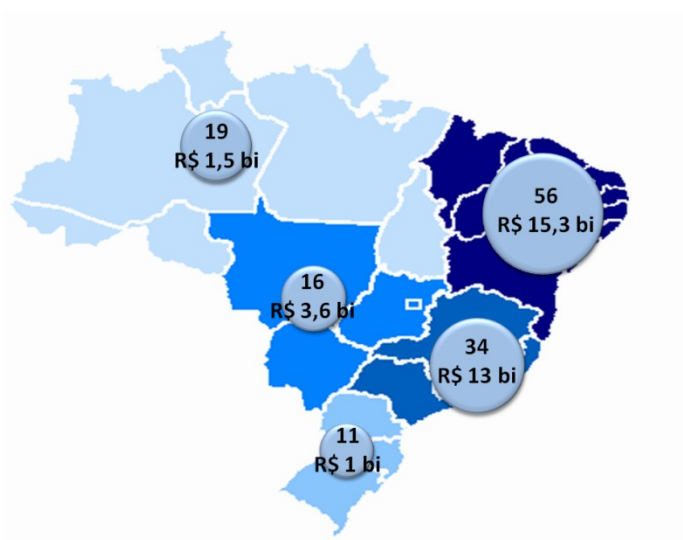 19
R$ 1,5 bi
56
R$ 15,3 bi
16
R$ 3,6 bi
34
R$ 13 bi
11
R$ 1 bi